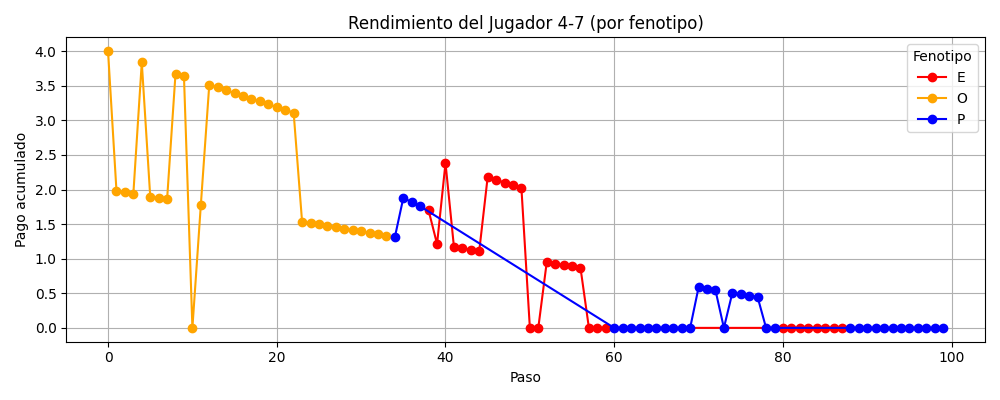 Rendimiento del Jugador 4-7 (por fenotipo)
Pago acumulado
4.0
3.5
3.0
2.5
2.0
1.5
1.0
0.5
0.0
Fenotipo
E
O
P
0 20 40 60 80 100
Paso